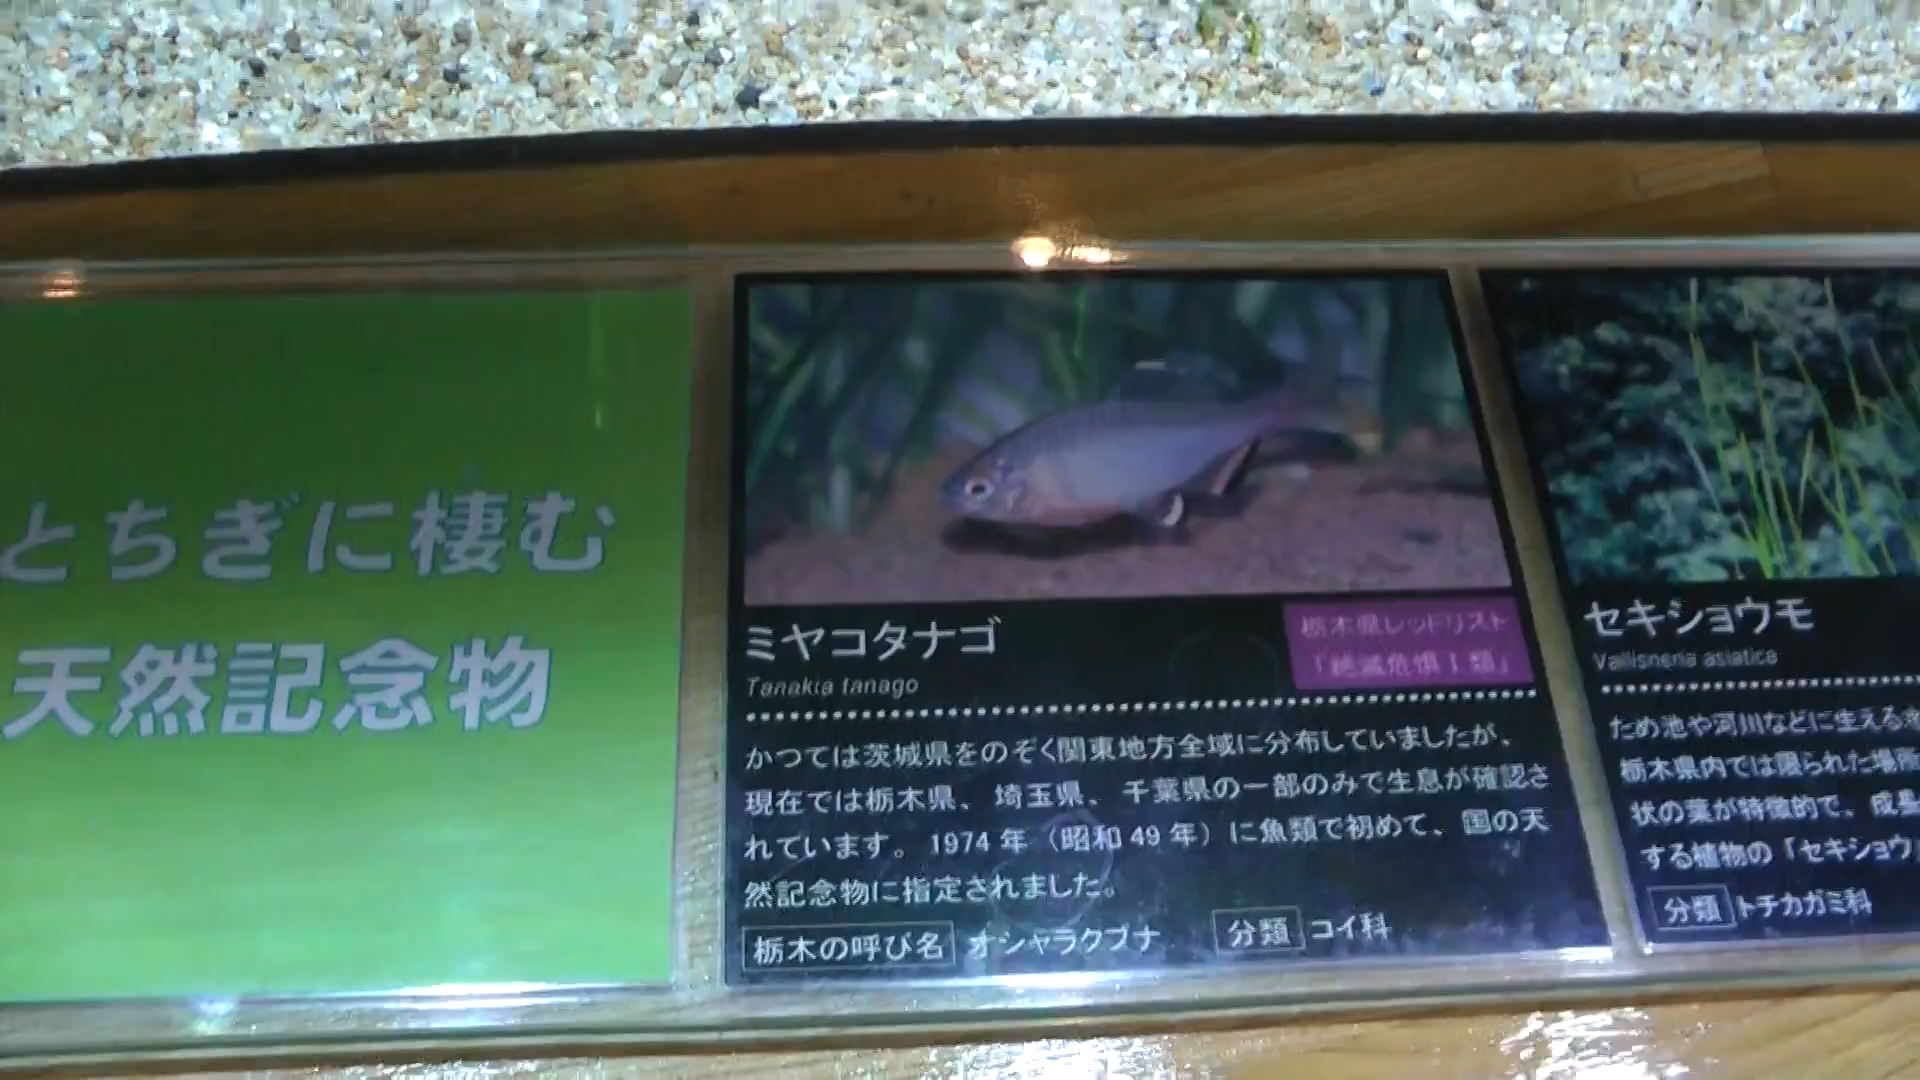 とちぎに棲む
天然記念物
ミヤコタナゴ
Tanakia tanago
栃木県レッドリスト
「絶滅危惧Ⅰ類」
かつては茨城県をのぞく関東地方全域に分布していましたが、
現在では栃木県、埼玉県、千葉県の一部のみで生息が確認さ
れています。1974年（昭和49年）に魚類で初めて、国の天
然記念物に指定されました。
栃木の呼び名 オシャラクブナ 分類 コイ科
セキショウモ
Vallisneria asiatica
ため池や河川などに生える
栃木県内では限られた場所
状の葉が特徴的で、成
する植物の「セキショウ
分類 トチカガミ科